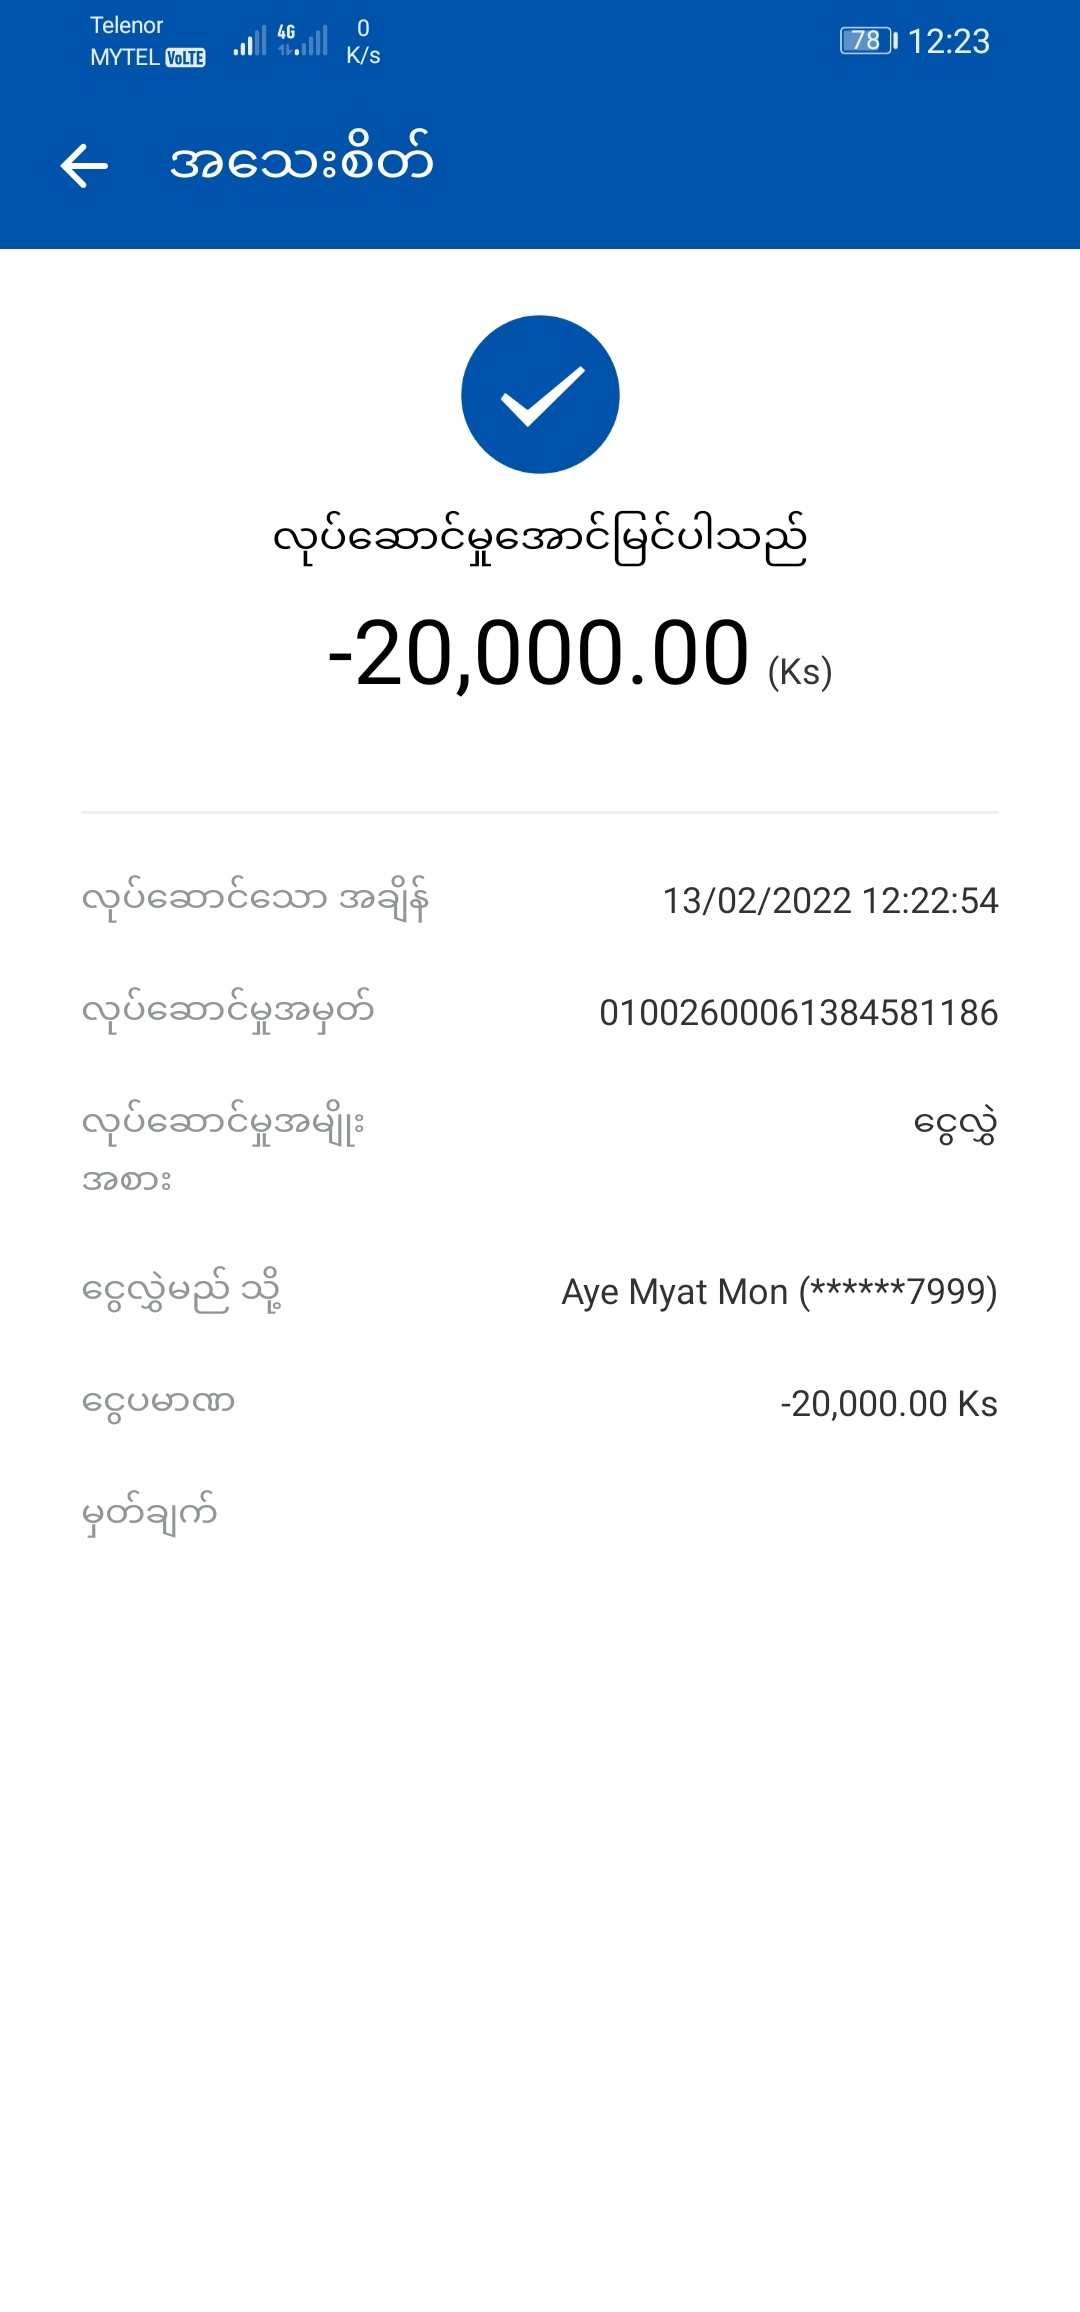 Telenor
MYTEL VoLTE
4G
0
K/s
78
12:23
အသေးစိတ်
လုပ်ဆောင်မှုအောင်မြင်ပါသည်
-20,000.00 (Ks)
လုပ်ဆောင်သော အချိန် 13/02/2022 12:22:54
လုပ်ဆောင်မှုအမှတ် 01002600061384581186
လုပ်ဆောင်မှုအမျိုး ငွေလွှဲ
အစား
ငွေလွှဲမည် သို့ Aye Myat Mon (******7999)
ငွေပမာဏ -20,000.00 Ks
မှတ်ချက်